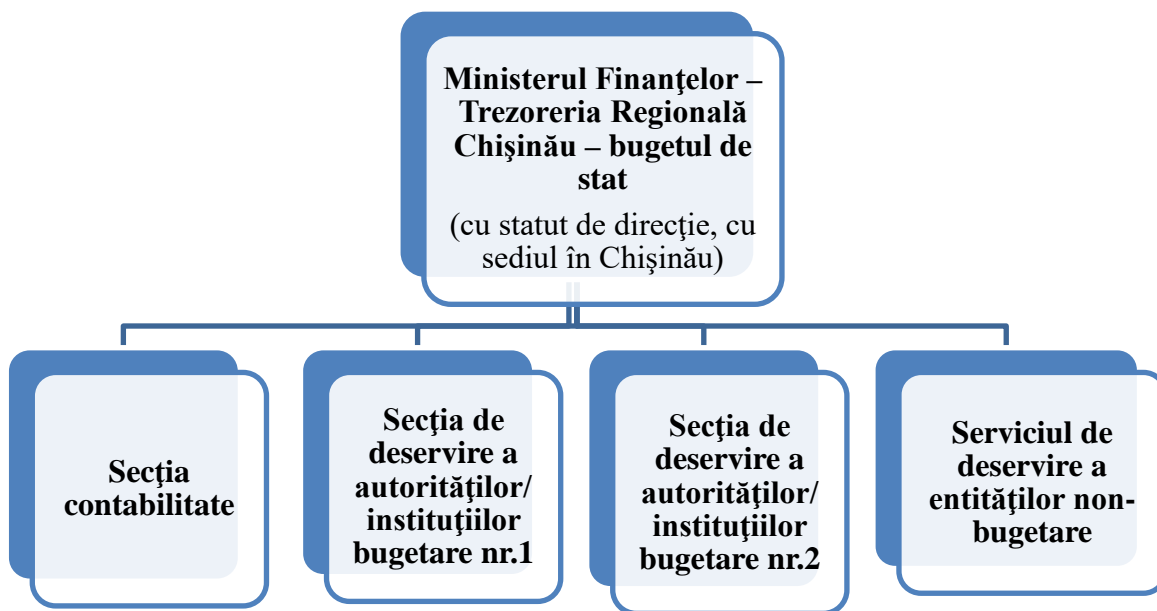 Ministerul Finanţelor –
Trezoreria Regională
Chişinău – bugetul de
stat
(cu statut de direcţie, cu
sediul în Chişinău)
Secţia
contabilitate
Secţia de
deservire a
autorităţilor/
instituţiilor
bugetare nr.1
Secţia de
deservire a
autorităţilor/
instituţiilor
bugetare nr.2
Serviciul de
deservire a
entităţilor non-
bugetare